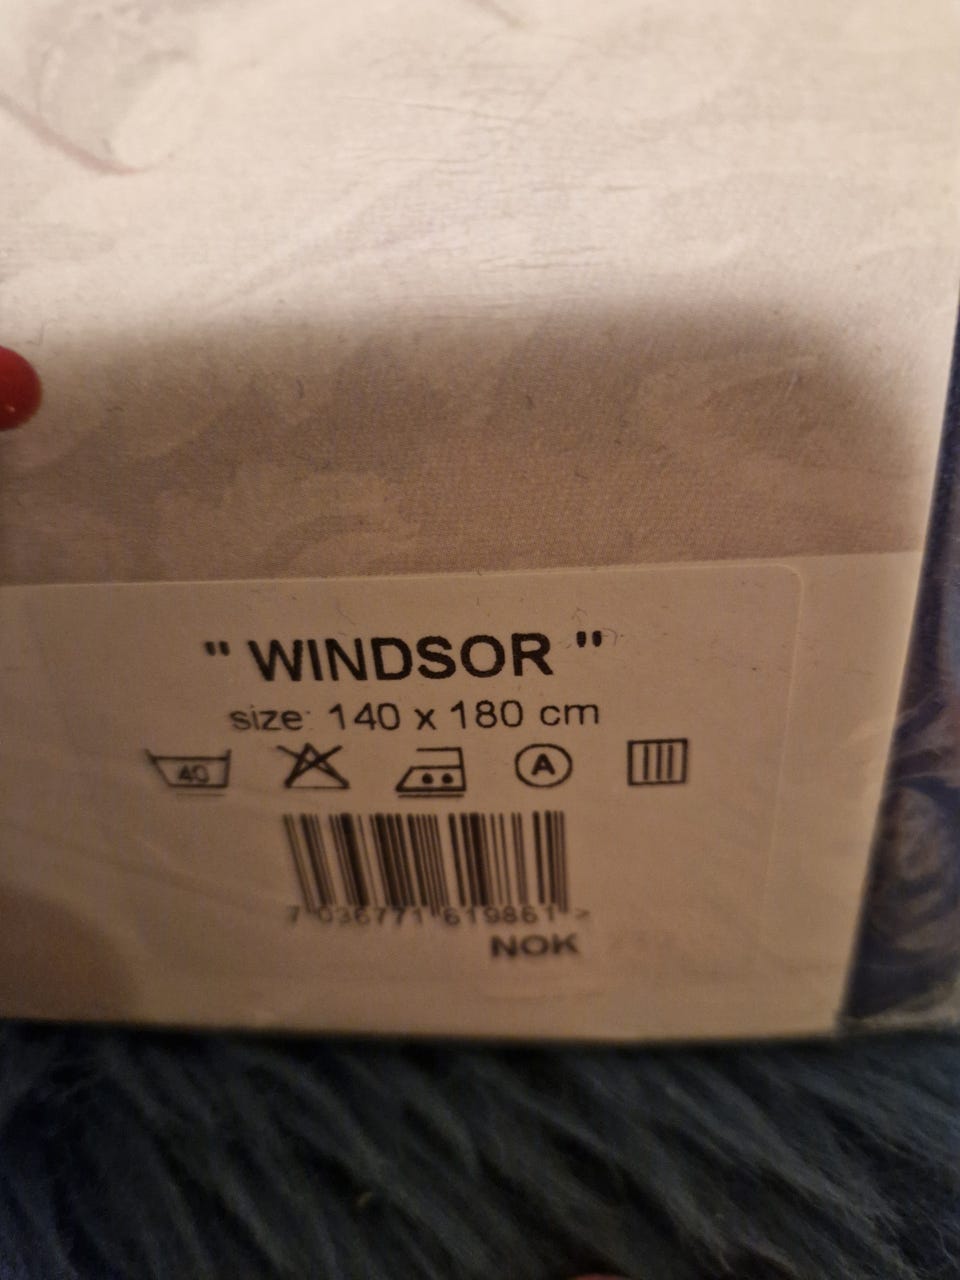 " WINDSOR "
size: 140 x 180 cm
40 A
7 036771 619861 >
NOK